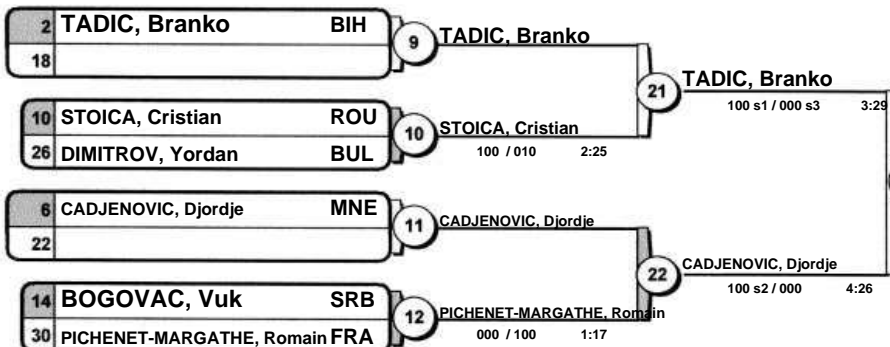 2 TADIC, Branko BIH
18
9
TADIC, Branko
10 STOICA, Cristian ROU
26 DIMITROV, Yordan BUL
10
STOICA, Cristian
100 / 010 2:25
21
TADIC, Branko
100 s1 / 000 s3 3:29
6 CADJENOVIC, Djordje MNE
22
11
CADJENOVIC, Djordje
14 BOGOVAC, Vuk SRB
30 PICHENET-MARGATHE, Romain FRA
12
PICHENET-MARGATHE, Romain
000 / 100 1:17
22
CADJENOVIC, Djordje
100 s2 / 000 4:26